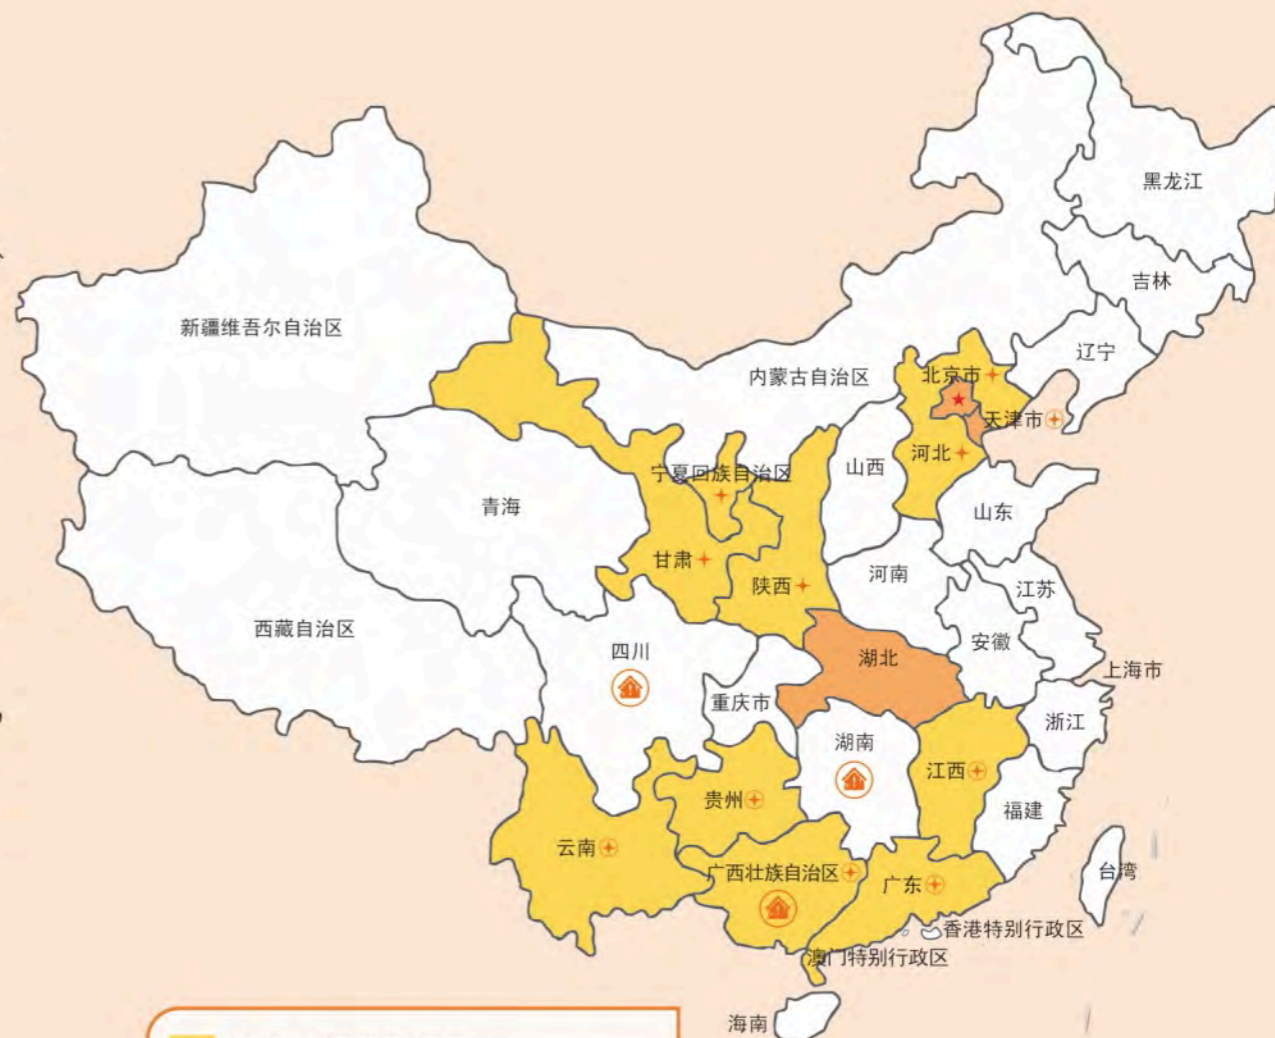 黑龙江
吉林
辽宁
新疆维吾尔自治区
内蒙古自治区
北京市
天津市
河北
山西
宁夏回族自治区
青海
山东
甘肃
陕西
河南
江苏
西藏自治区
四川
安徽
湖北
上海市
重庆市
浙江
湖南
江西
贵州
福建
云南
广西壮族自治区
广东
台湾
香港特别行政区
澳门特别行政区
海南